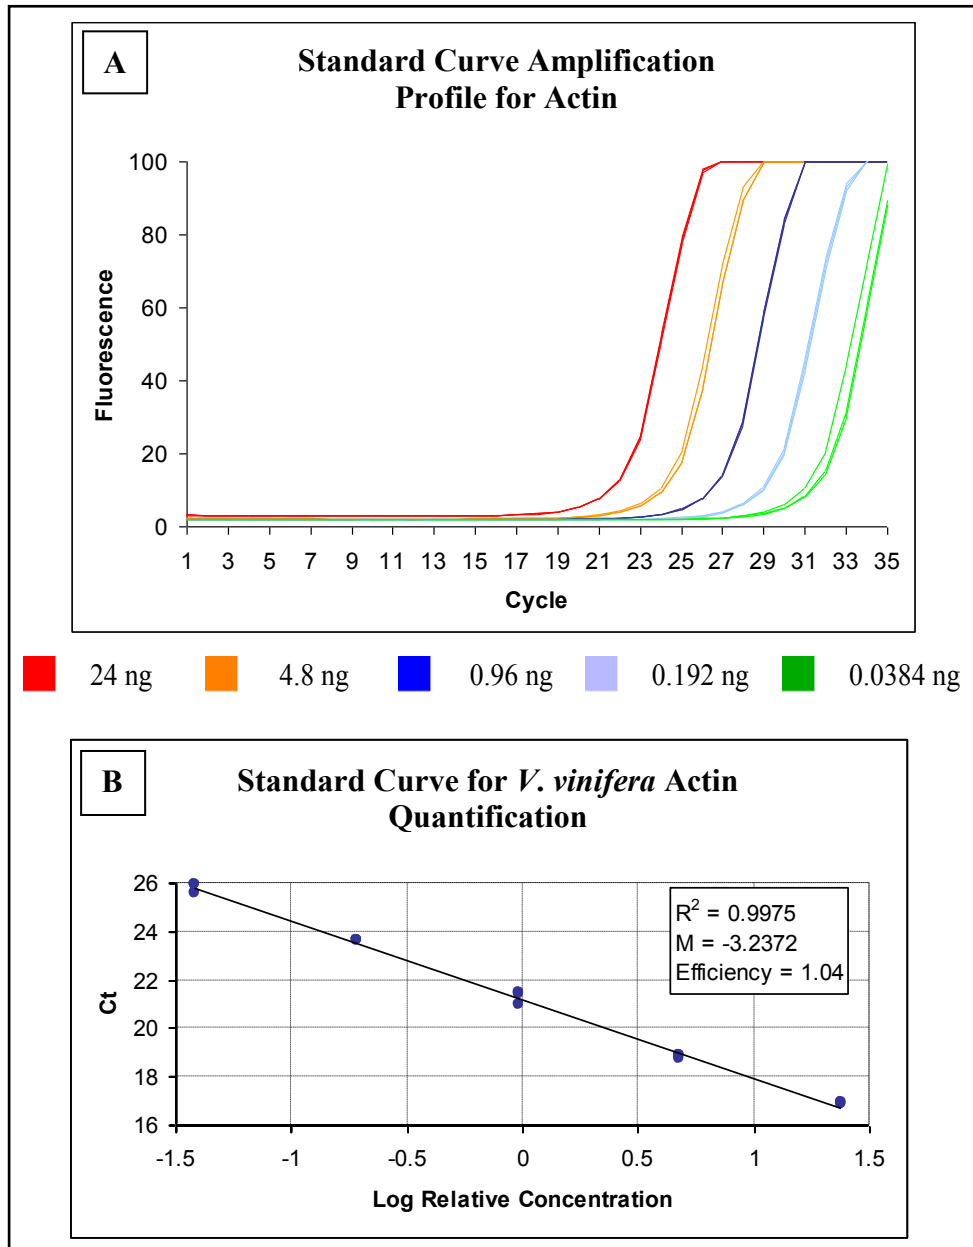 A
Standard Curve Amplification
Profile for Actin
100
80
60
40
20
0
Fluorescence
1 3 5 7 9 11 13 15 17 19 21 23 25 27 29 31 33 35
Cycle
24 ng 4.8 ng 0.96 ng 0.192 ng 0.0384 ng
B
Standard Curve for V. vinifera Actin
Quantification
26
24
22
20
18
16
Ct
R² = 0.9975
M = -3.2372
Efficiency = 1.04
-1.5 -1 -0.5 0 0.5 1 1.5
Log Relative Concentration